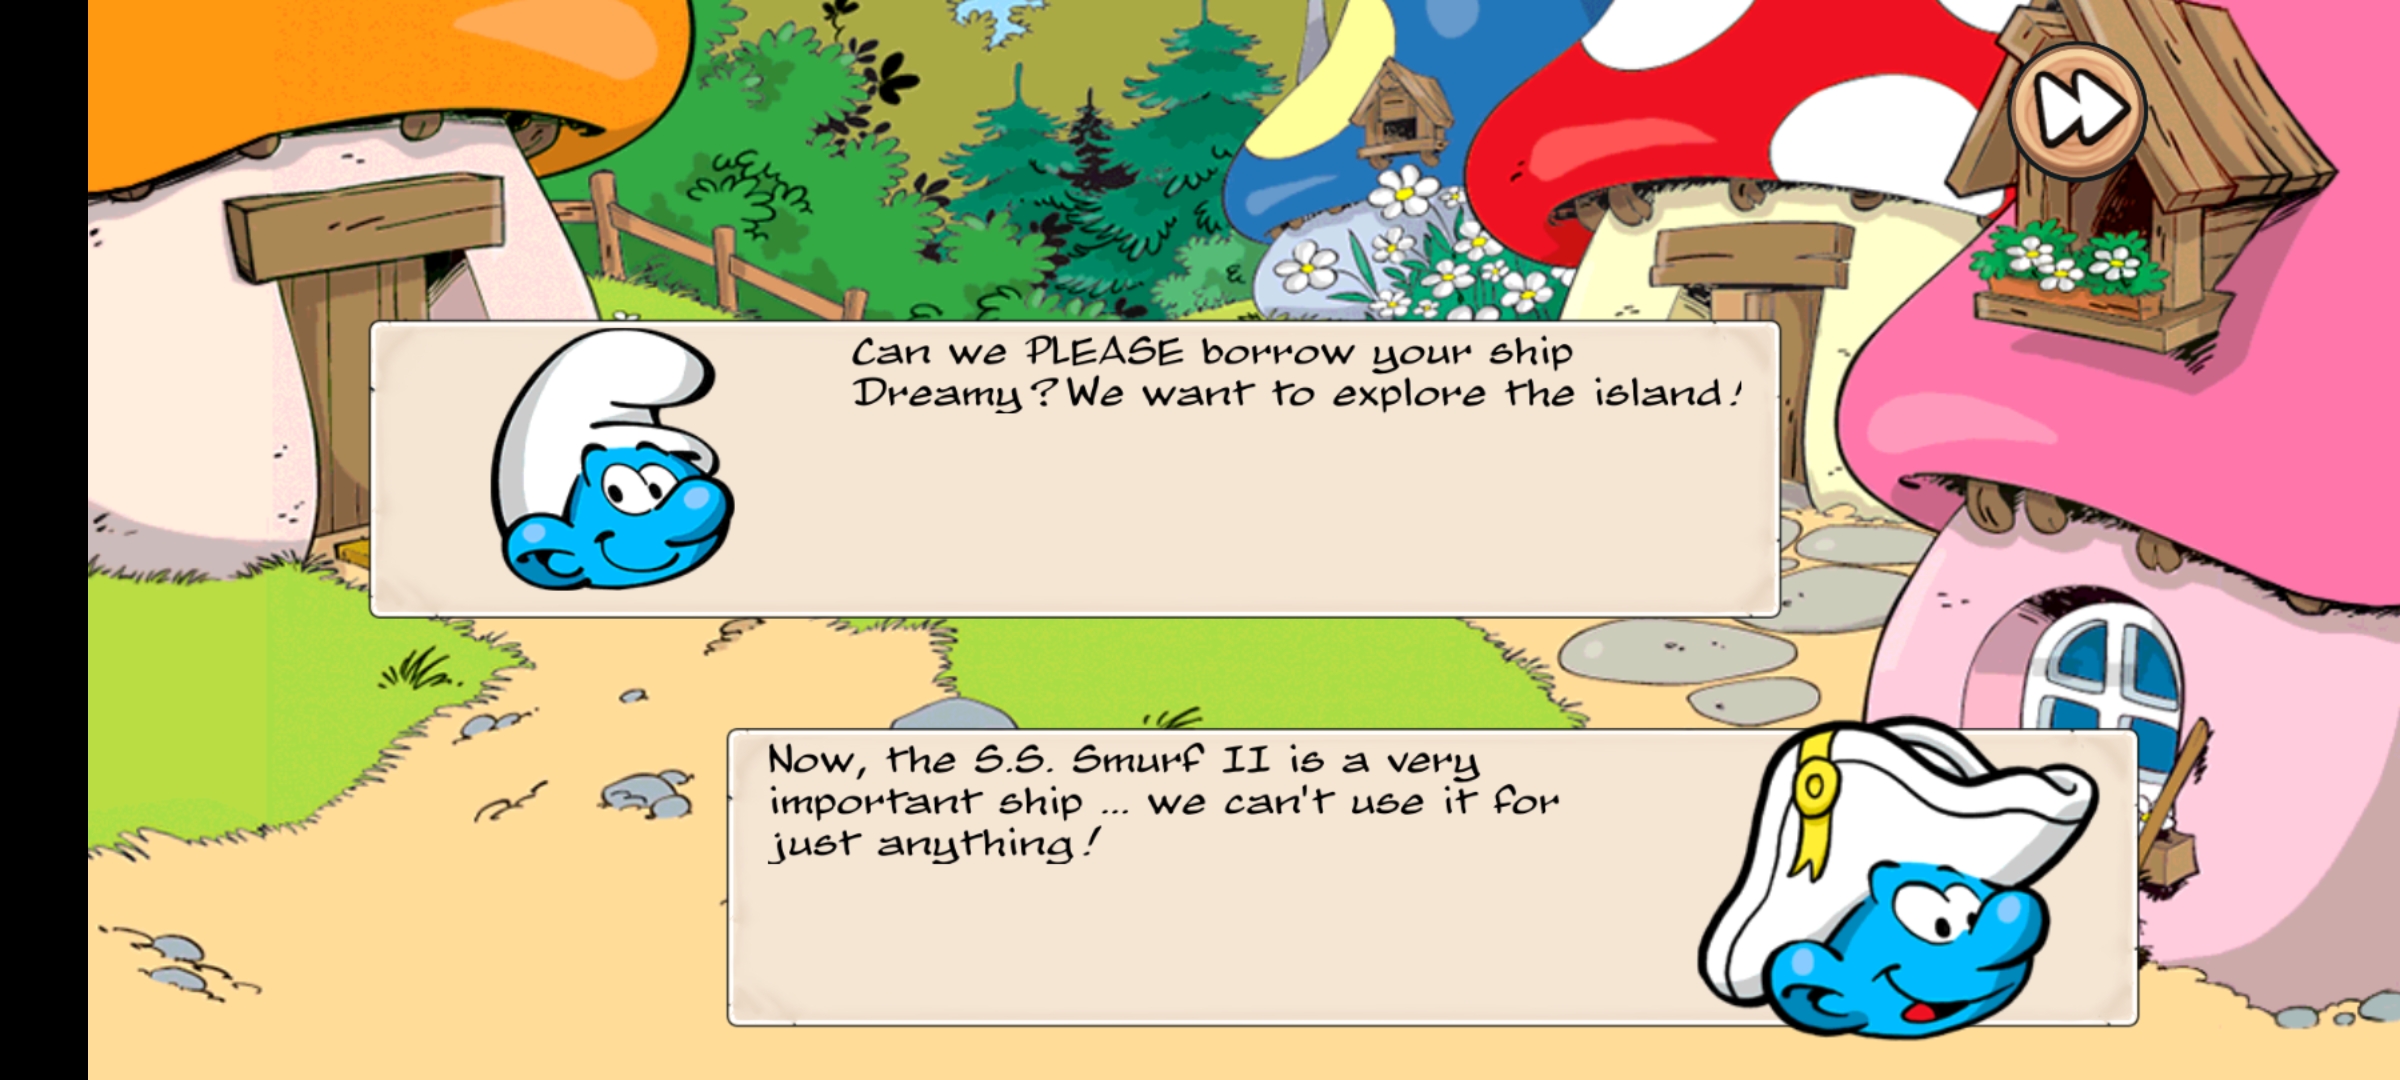 Can we PLEASE borrow your ship
Dreamy? We want to explore the island!
Now, the S.S. Smurf II is a very
important ship ... we can't use it for
just anything!